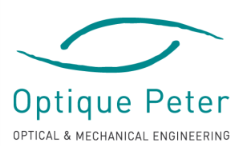 Optique Peter
OPTICAL & MECHANICAL ENGINEERING